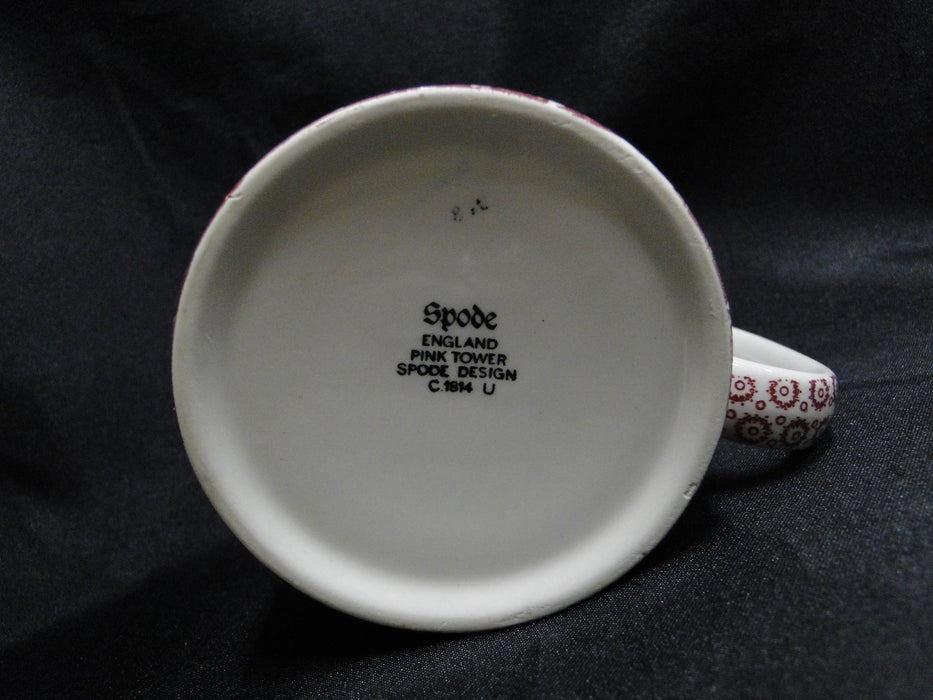 Spode
ENGLAND
PINK TOWER
SPODE DESIGN
C.1814 U